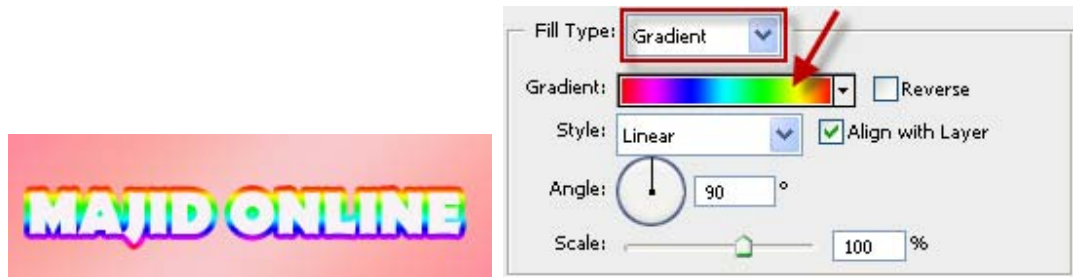 MAJID ONLINE
Fill Type: Gradient
Gradient: Reverse
Style: Linear Align with Layer
Angle: 90 °
Scale: 100 %